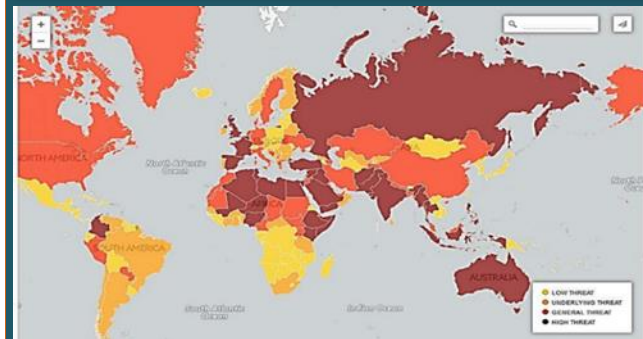 +
−
NORTH AMERICA
North Atlantic
Ocean
ASIA
AFRICA
SOUTH AMERICA
AUSTRALIA
South Atlantic
Ocean
Indian Ocean
LOW THREAT
UNDERLYING THREAT
GENERAL THREAT
HIGH THREAT